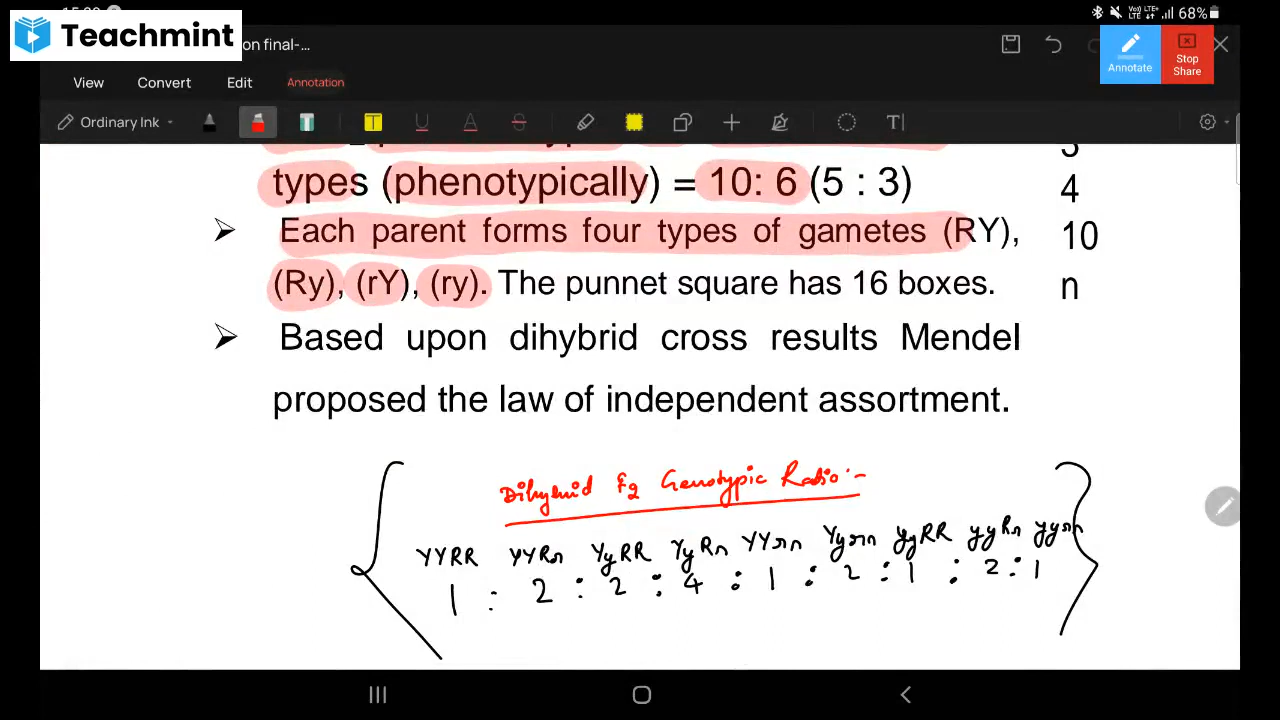 68%
Teachmint
on final-...
Annotate
Stop
Share
View Convert Edit Annotation
Ordinary Ink
types (phenotypically) = 10: 6 (5 : 3)
4
Each parent forms four types of gametes (RY),
10
(Ry), (rY), (ry). The punnet square has 16 boxes.
n
Based upon dihybrid cross results Mendel
proposed the law of independent assortment.
Dihybrid F2 Genotypic Ratio:-
YYRR YYRr YyRR YyRr YYrr Yyrr yyRR yyRr yyrr
1 : 2 : 2 : 4 : 1 : 2 : 1 : 2 : 1